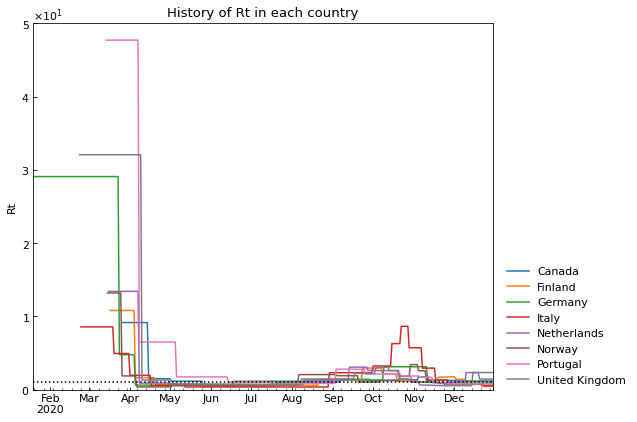 History of Rt in each country
×10¹
5
4
3
2
1
0
Rt
Feb Mar Apr May Jun Jul Aug Sep Oct Nov Dec
2020
Canada
Finland
Germany
Italy
Netherlands
Norway
Portugal
United Kingdom